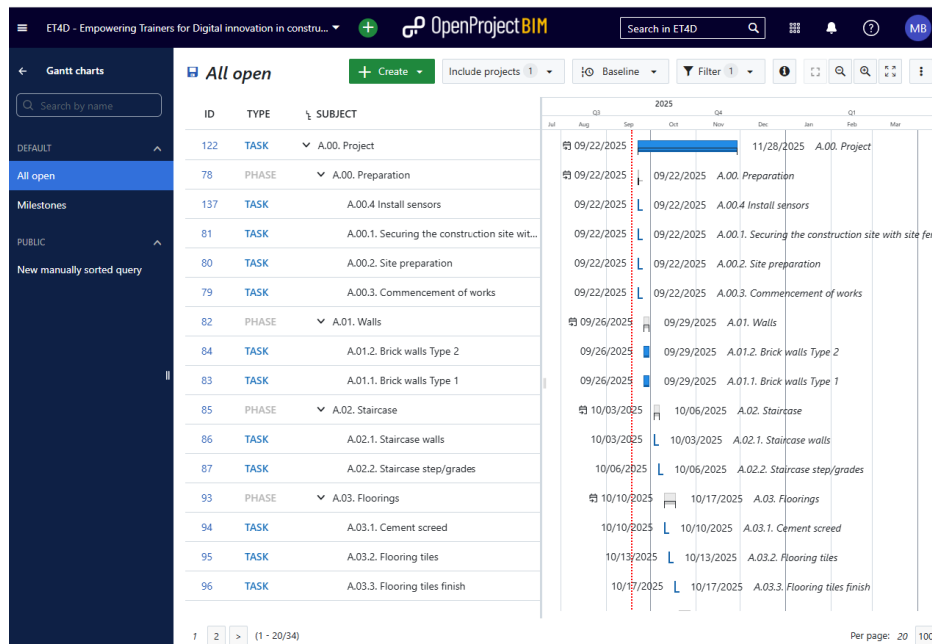 ET4D - Empowering Trainers for Digital innovation in constru...
OpenProject BIM
Search in ET4D
MB
Gantt charts
Search by name
DEFAULT
All open
Milestones
PUBLIC
New manually sorted query
All open
Create
Include projects 1
Baseline
Filter 1
ID TYPE SUBJECT
2025
Q3 Q4 Q1
Jul Aug Sep Oct Nov Dec Jan Feb Mar
122 TASK A.00. Project 09/22/2025 11/28/2025 A.00. Project
78 PHASE A.00. Preparation 09/22/2025 09/22/2025 A.00. Preparation
137 TASK A.00.4 Install sensors 09/22/2025 09/22/2025 A.00.4 Install sensors
81 TASK A.00.1. Securing the construction site wit... 09/22/2025 09/22/2025 A.00.1. Securing the construction site with site fe
80 TASK A.00.2. Site preparation 09/22/2025 09/22/2025 A.00.2. Site preparation
79 TASK A.00.3. Commencement of works 09/22/2025 09/22/2025 A.00.3. Commencement of works
82 PHASE A.01. Walls 09/26/2025 09/29/2025 A.01. Walls
84 TASK A.01.2. Brick walls Type 2 09/26/2025 09/29/2025 A.01.2. Brick walls Type 2
83 TASK A.01.1. Brick walls Type 1 09/26/2025 09/29/2025 A.01.1. Brick walls Type 1
85 PHASE A.02. Staircase 10/03/2025 10/06/2025 A.02. Staircase
86 TASK A.02.1. Staircase walls 10/03/2025 10/03/2025 A.02.1. Staircase walls
87 TASK A.02.2. Staircase step/grades 10/06/2025 10/06/2025 A.02.2. Staircase step/grades
93 PHASE A.03. Floorings 10/10/2025 10/17/2025 A.03. Floorings
94 TASK A.03.1. Cement screed 10/10/2025 10/10/2025 A.03.1. Cement screed
95 TASK A.03.2. Flooring tiles 10/13/2025 10/13/2025 A.03.2. Flooring tiles
96 TASK A.03.3. Flooring tiles finish 10/17/2025 10/17/2025 A.03.3. Flooring tiles finish
1 2 > (1 - 20/34)
Per page: 20 100